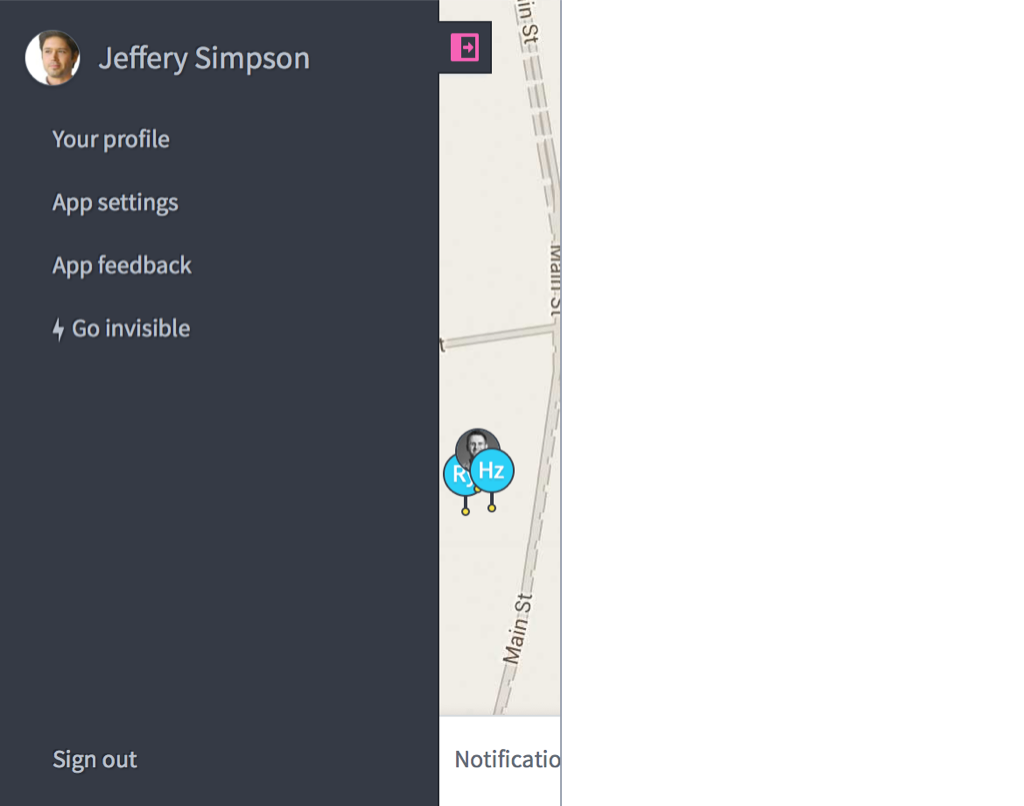 Jeffery Simpson
Your profile
App settings
App feedback
Go invisible
Sign out
in St
Main St
t
Hz
Main St
Notificatio